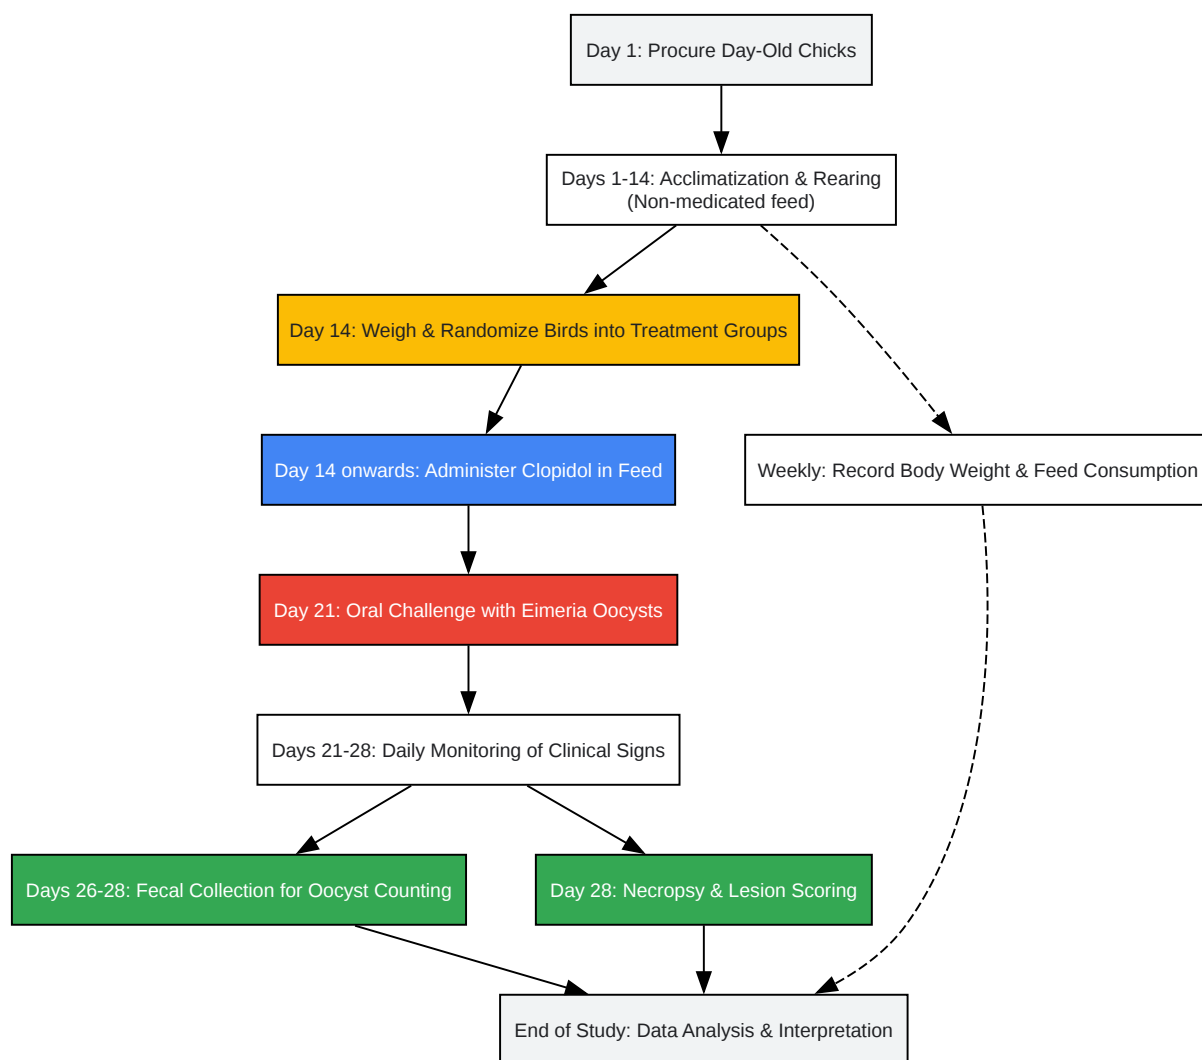 Day 1: Procure Day-Old Chicks
Days 1-14: Acclimatization & Rearing
(Non-medicated feed)
Day 14: Weigh & Randomize Birds into Treatment Groups
Day 14 onwards: Administer Clopidol in Feed
Weekly: Record Body Weight & Feed Consumption
Day 21: Oral Challenge with Eimeria Oocysts
Days 21-28: Daily Monitoring of Clinical Signs
Days 26-28: Fecal Collection for Oocyst Counting
Day 28: Necropsy & Lesion Scoring
End of Study: Data Analysis & Interpretation